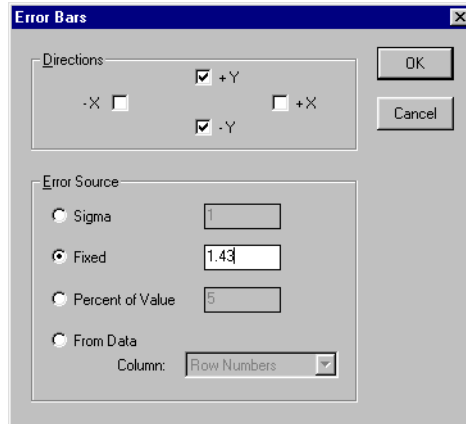 Error Bars
Directions
+Y
-X
+X
-Y
OK
Cancel
Error Source
Sigma 1
Fixed 1.43
Percent of Value 5
From Data
Column: Row Numbers